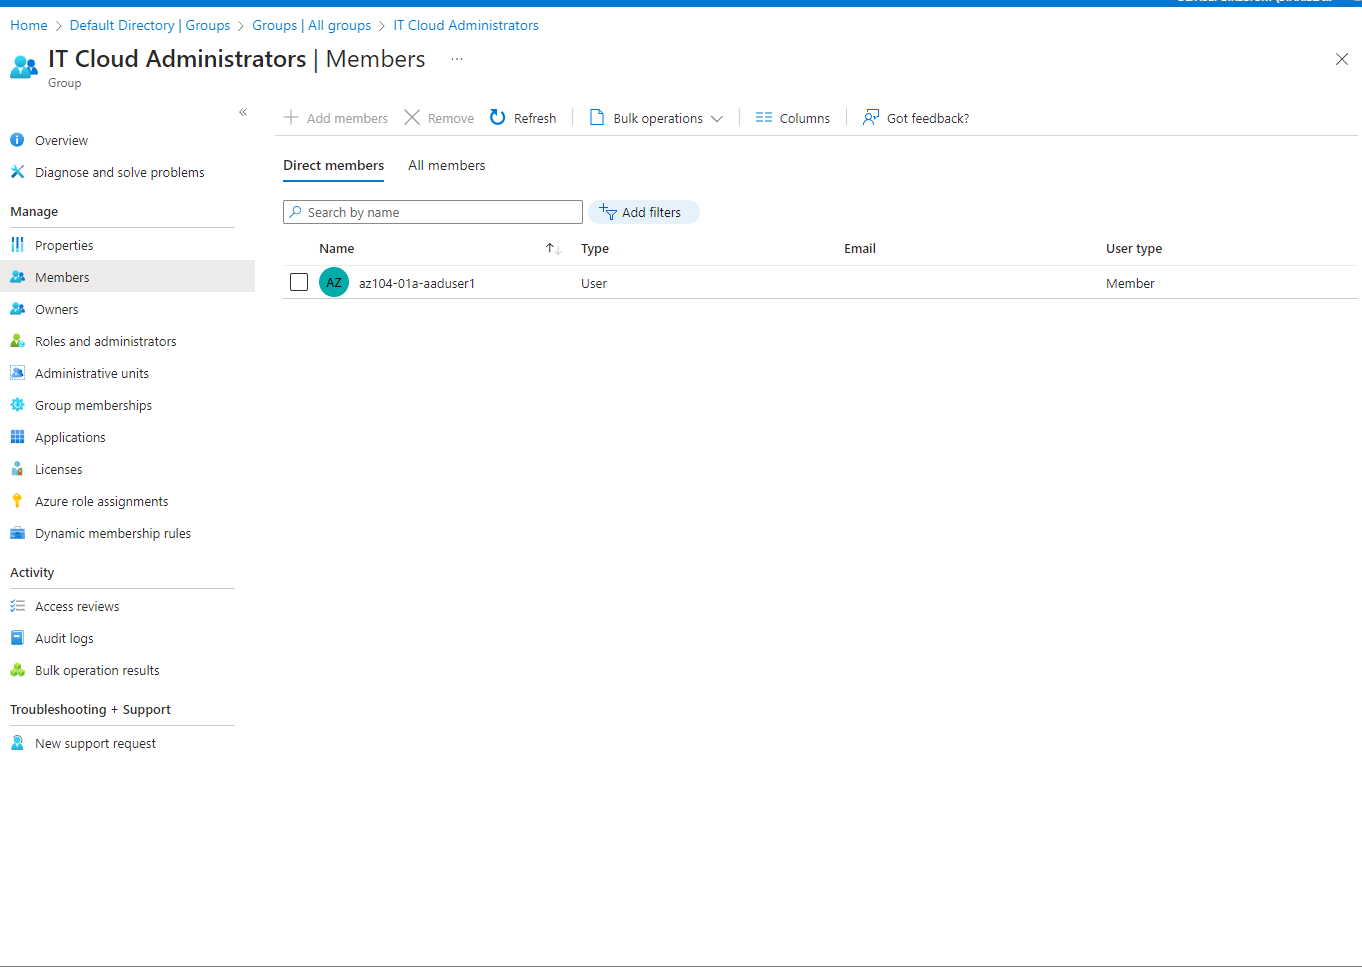 Home > Default Directory | Groups > Groups | All groups > IT Cloud Administrators
IT Cloud Administrators | Members ...
Group
«
Add members Remove Refresh Bulk operations Columns Got feedback?
Overview
Diagnose and solve problems
Manage
Properties
Members
Owners
Roles and administrators
Administrative units
Group memberships
Applications
Licenses
Azure role assignments
Dynamic membership rules
Activity
Access reviews
Audit logs
Bulk operation results
Troubleshooting + Support
New support request
Direct members All members
Search by name Add filters
Name Type Email User type
AZ az104-01a-aaduser1 User Member